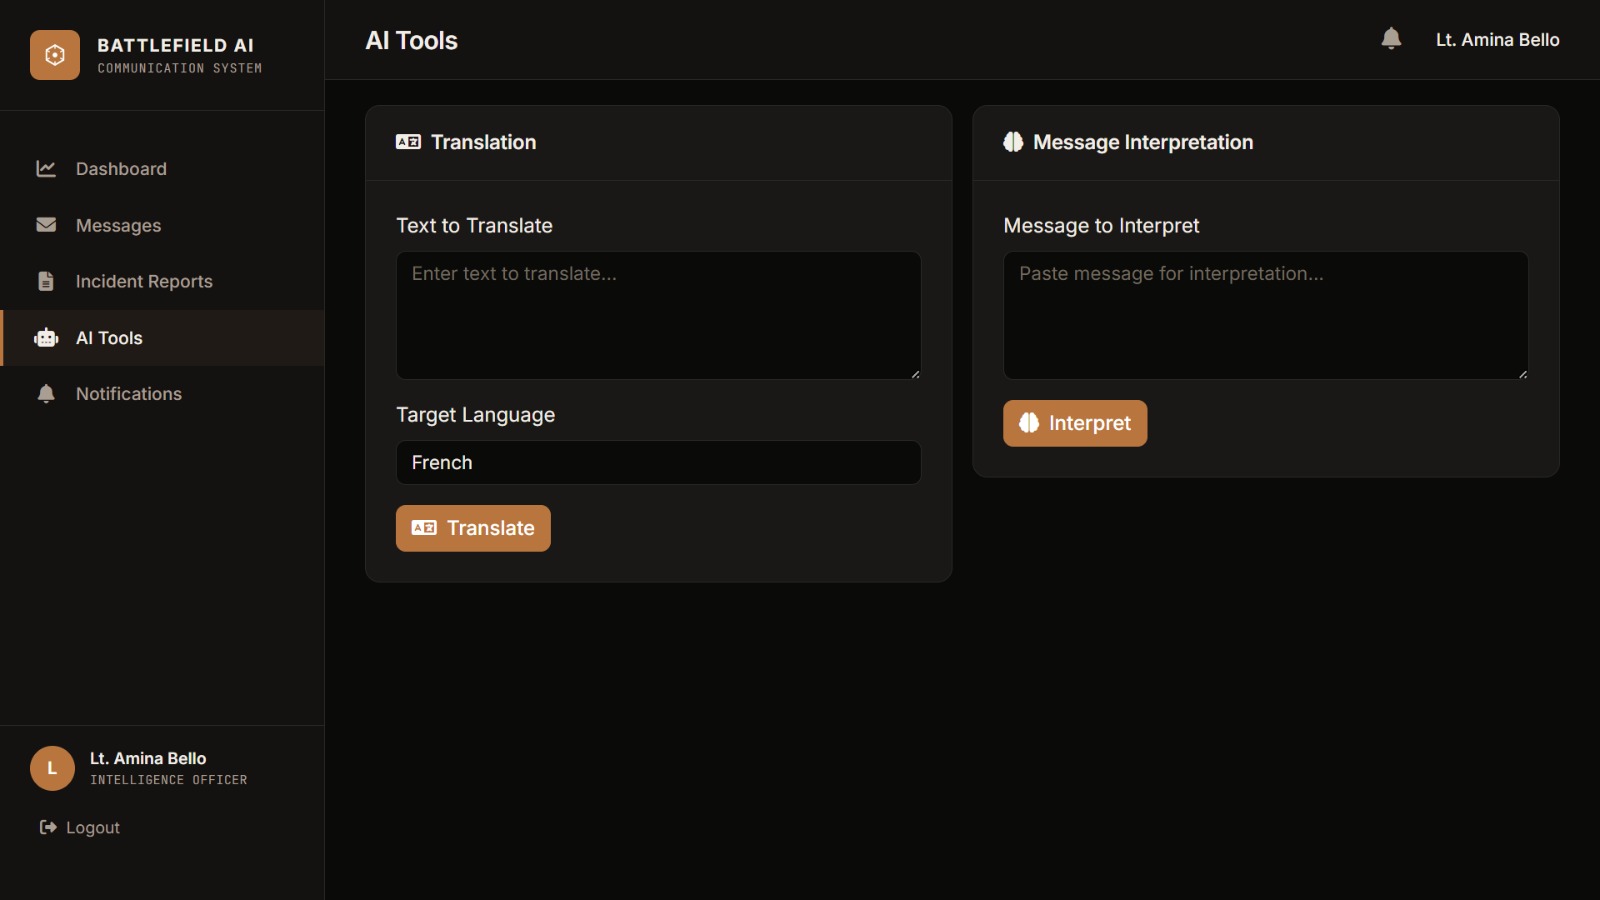 BATTLEFIELD AI
COMMUNICATION SYSTEM
Dashboard
Messages
Incident Reports
AI Tools
Notifications
L
Lt. Amina Bello
INTELLIGENCE OFFICER
Logout
AI Tools
Lt. Amina Bello
Translation
Text to Translate
Enter text to translate...
Target Language
French
Translate
Message Interpretation
Message to Interpret
Paste message for interpretation...
Interpret